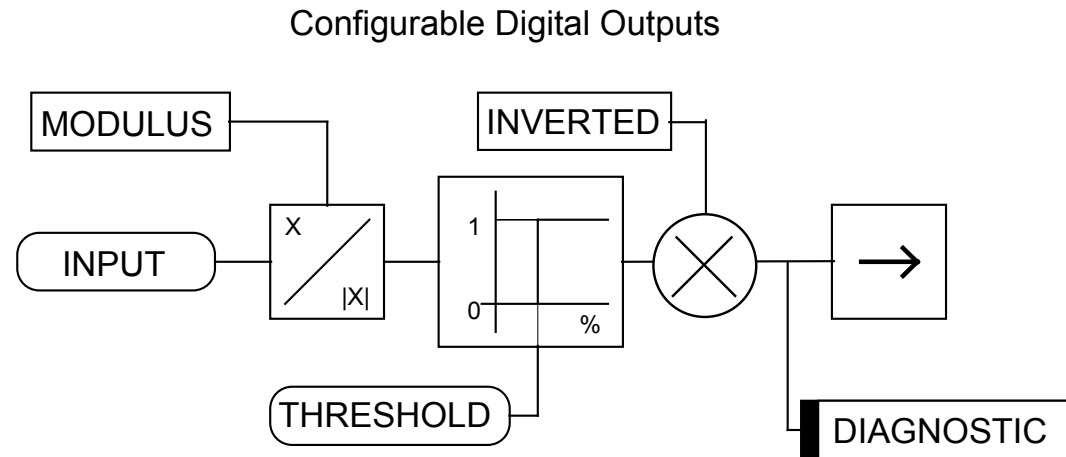 Configurable Digital Outputs
MODULUS
INVERTED
INPUT
X
|X|
1
0
%
THRESHOLD
DIAGNOSTIC